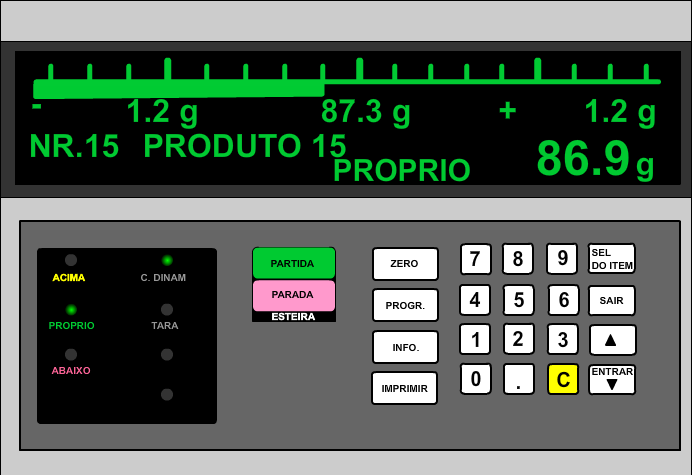 - 1.2 g 87.3 g + 1.2 g
NR.15 PRODUTO 15
PROPRIO 86.9 g
ACIMA C. DINAM
PROPRIO TARA
ABAIXO
PARTIDA
PARADA
ESTEIRA
ZERO
PROGR.
INFO.
IMPRIMIR
7 8 9 SEL DO ITEM
4 5 6 SAIR
1 2 3 ▲
0 . C ENTRAR ▼